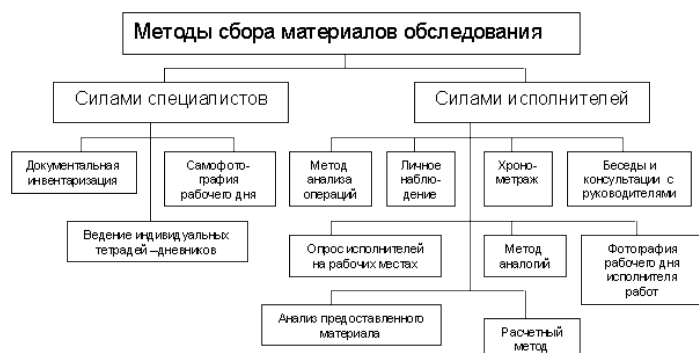 Методы сбора материалов обследования
Силами специалистов
Силами исполнителей
Документальная
инвентаризация
Самофото-
графия
рабочего дня
Метод
анализа
операций
Личное
наблю-
дение
Хроно-
метраж
Беседы и
консультации с
руководителями
Ведение индивидуальных
тетрадей –дневников
Опрос исполнителей
на рабочих местах
Метод
аналогий
Фотография
рабочего дня
исполнителя
работ
Анализ предоставленного
материала
Расчетный
метод